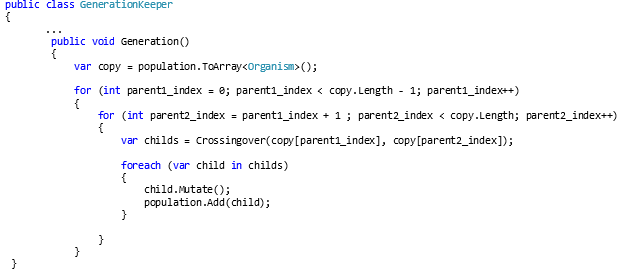 public class GenerationKeeper
{
...
public void Generation()
{
var copy = population.ToArray<Organism>();
for (int parent1_index = 0; parent1_index < copy.Length - 1; parent1_index++)
{
for (int parent2_index = parent1_index + 1 ; parent2_index < copy.Length; parent2_index++)
{
var childs = Crossingover(copy[parent1_index], copy[parent2_index]);
foreach (var child in childs)
{
child.Mutate();
population.Add(child);
}
}
}
}